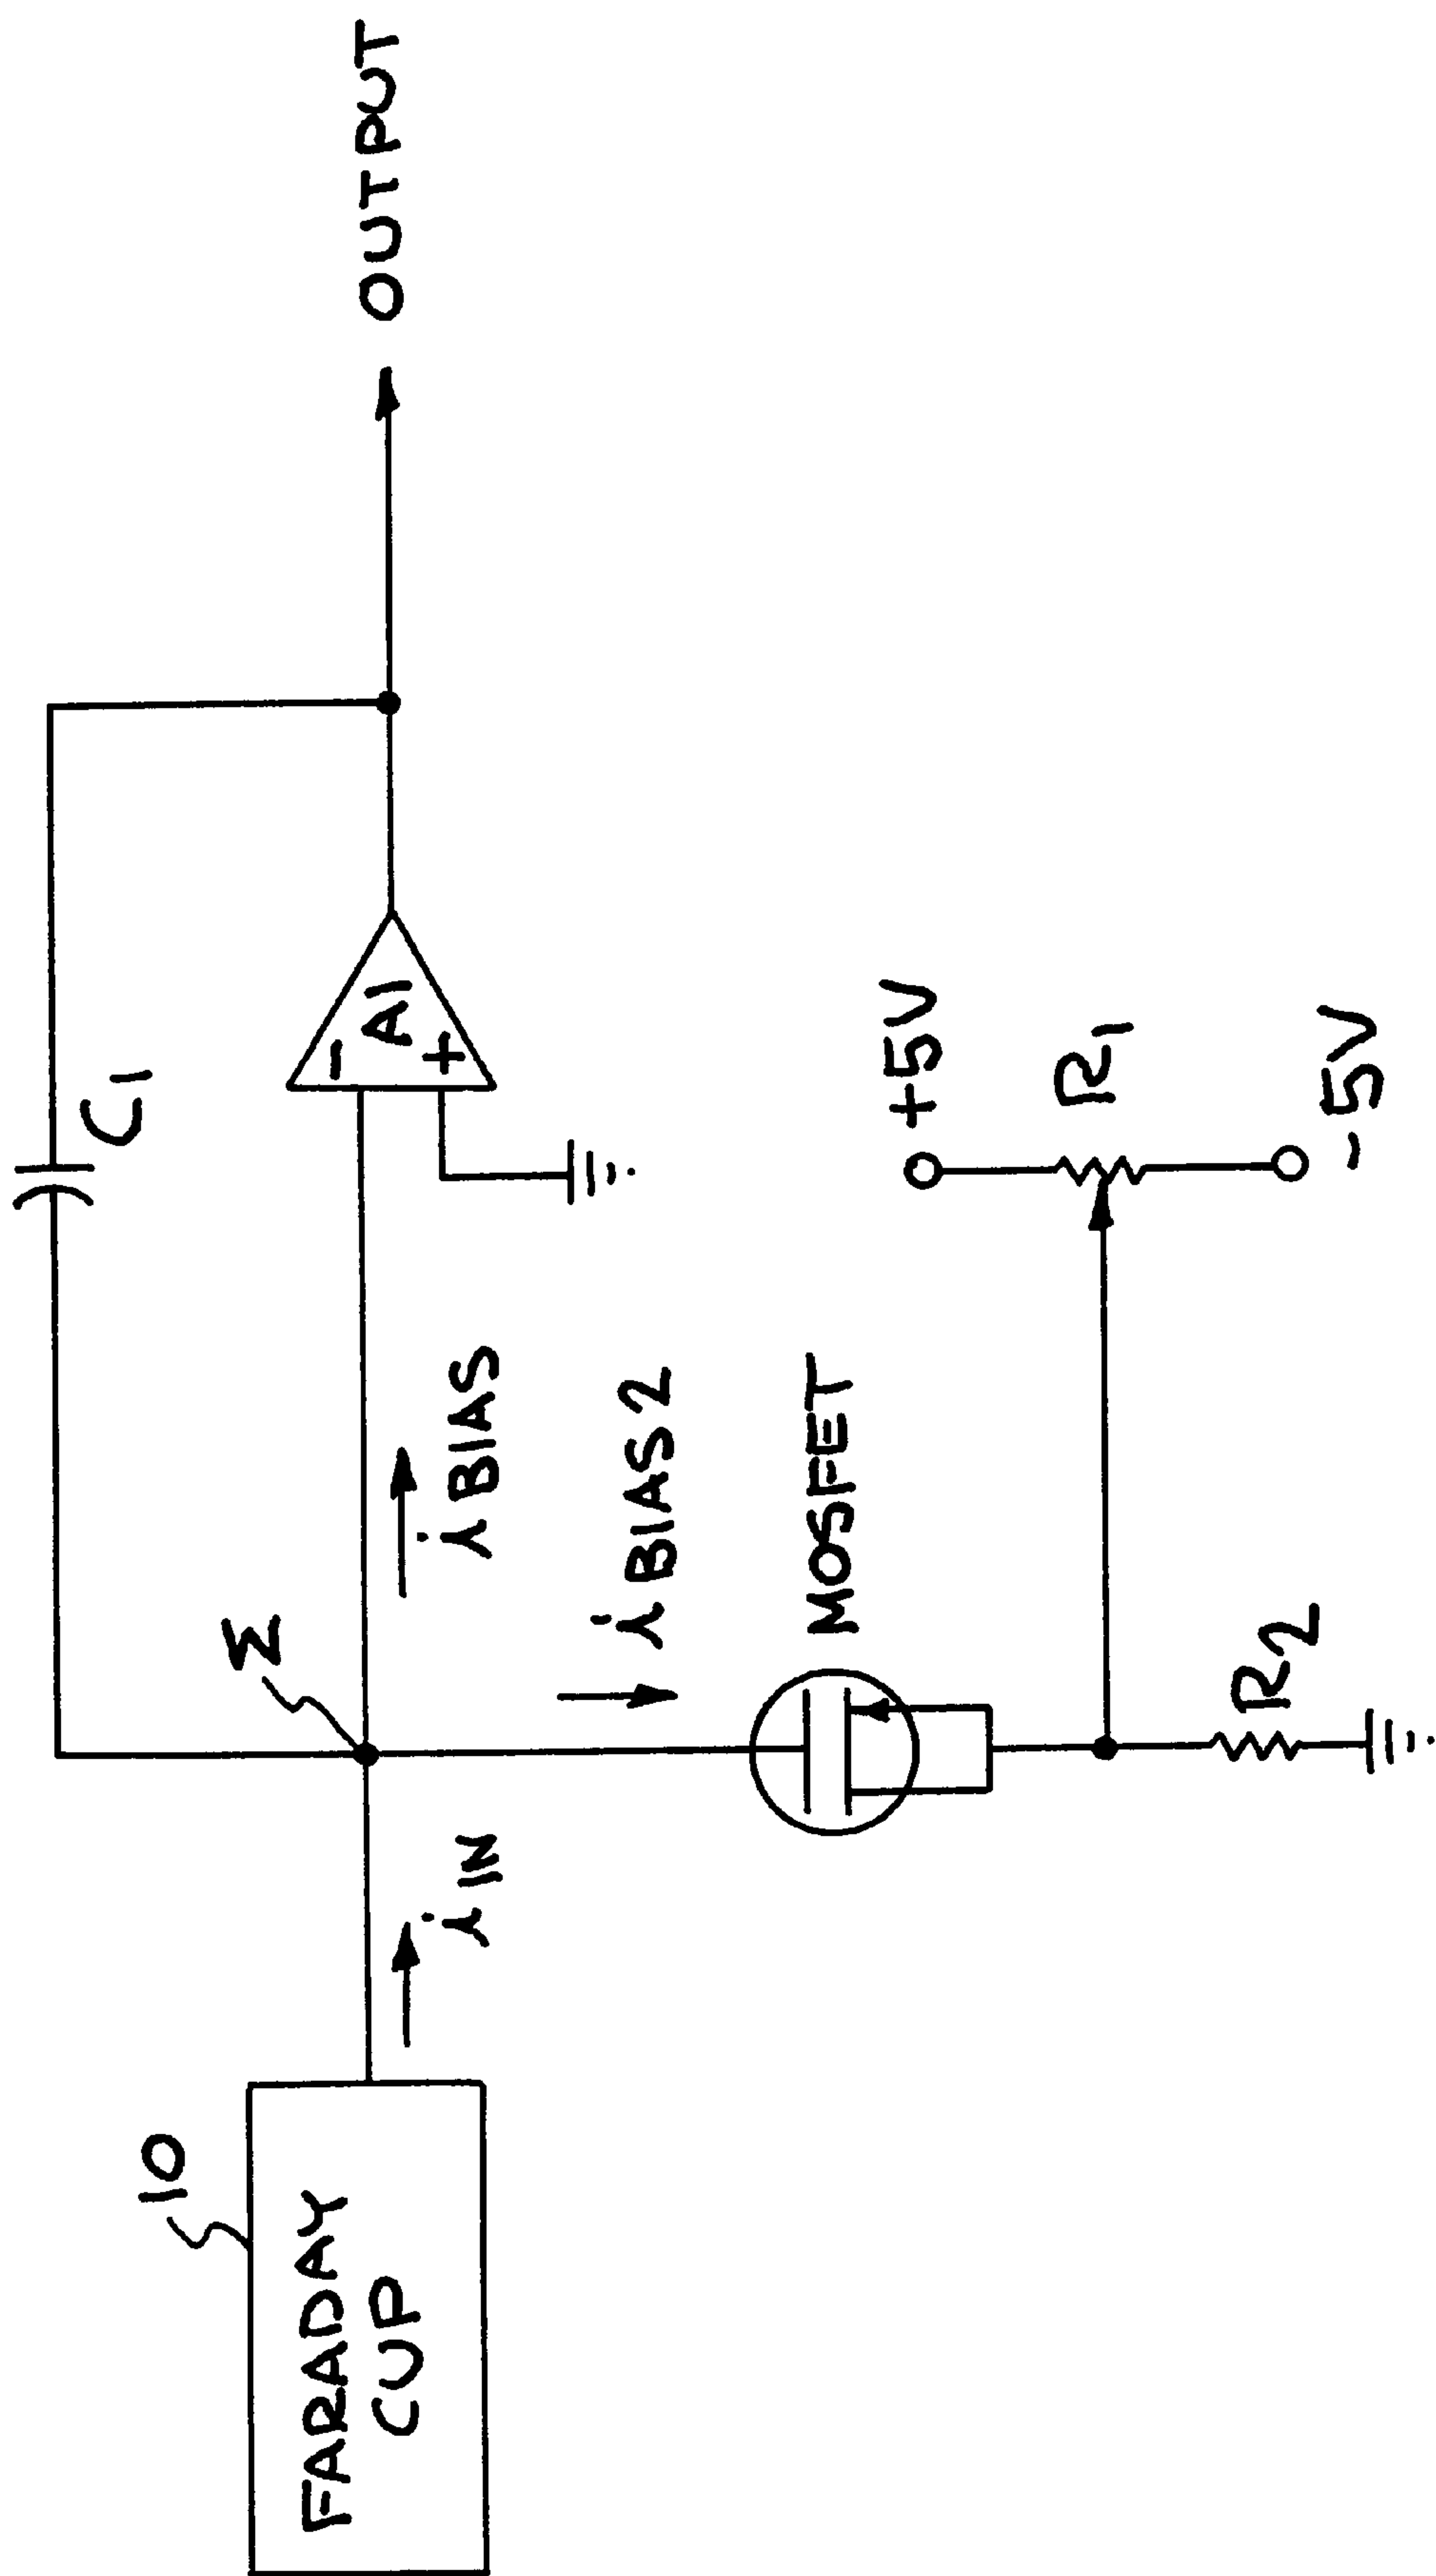 10
FARADAY
CUP
i IN
Σ
i BIAS
i BIAS 2
MOSFET
R2
C1
-
A1
+
+5V
R1
-5V
OUTPUT